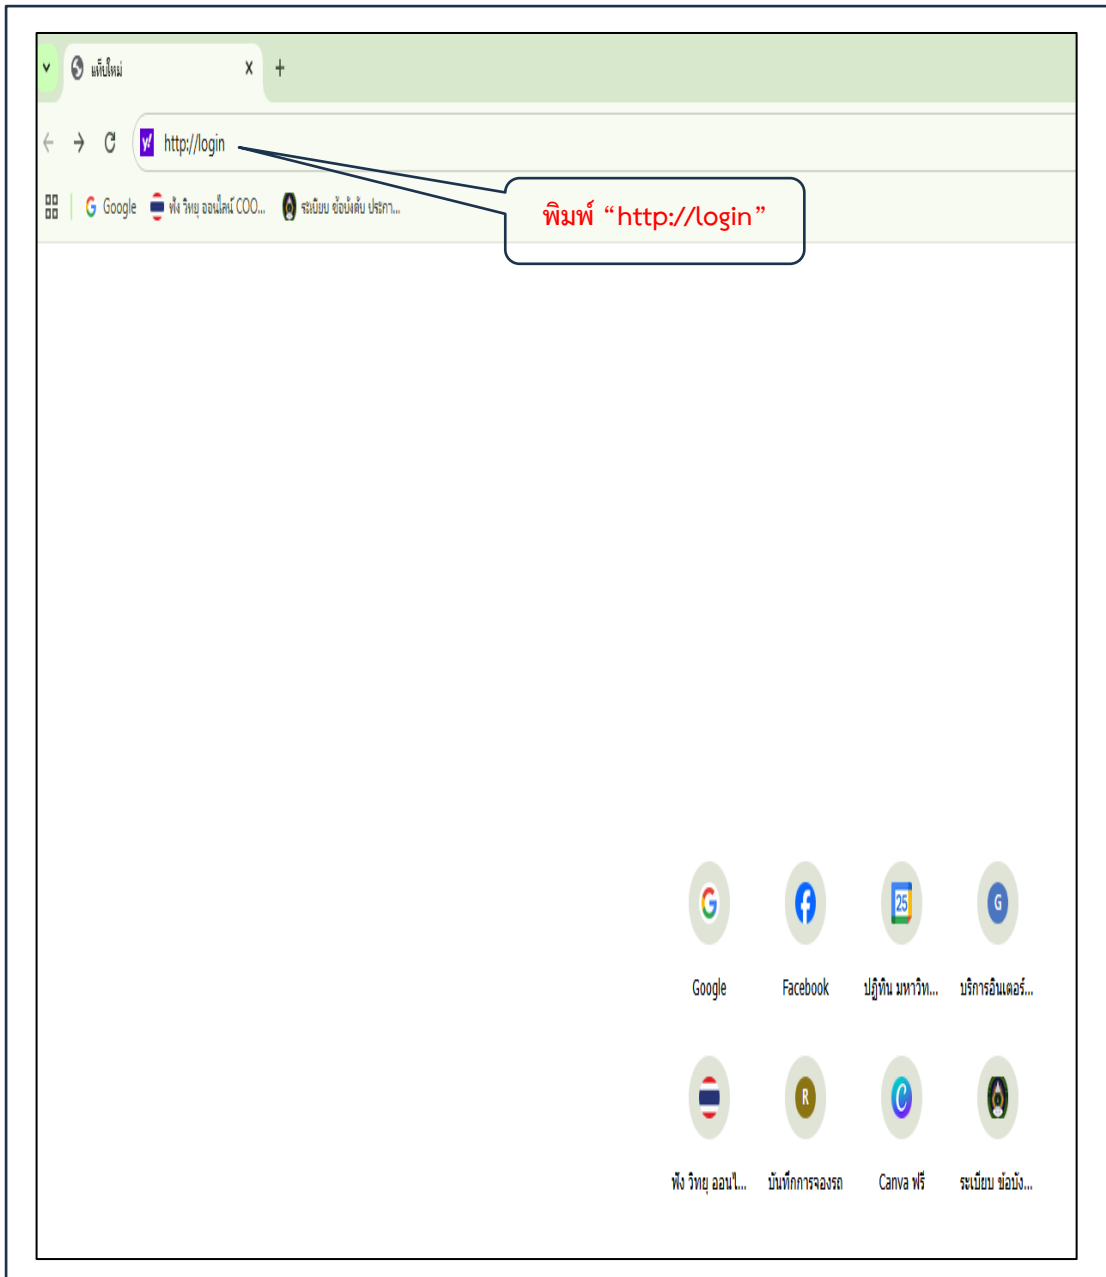 แท็บใหม่
http://login
Google ฟัง วิทยุ ออนไลน์ COO... ระเบียบ ข้อบังคับ ประกา...
พิมพ์ “http://login”
Google Facebook ปฏิทิน มหาวิท... บริการอินเตอร์...
ฟัง วิทยุ ออนไ... บันทึกการจองรถ Canva ฟรี ระเบียบ ข้อบัง...